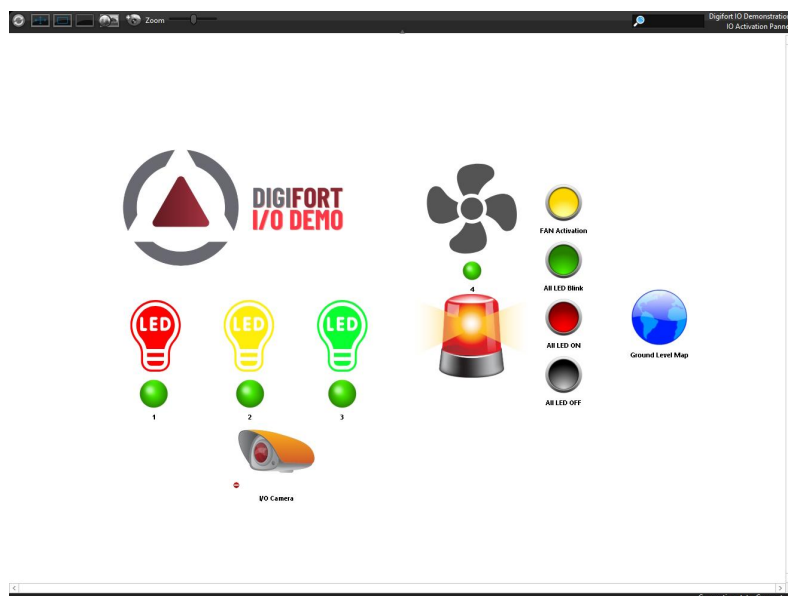 Zoom
Digifort IO Demonstration
IO Activation Panne
DIGIFORT
I/O DEMO
FAN Activation
4
All LED Blink
LED
LED
LED
All LED ON
Ground Level Map
All LED OFF
1
2
3
I/O Camera